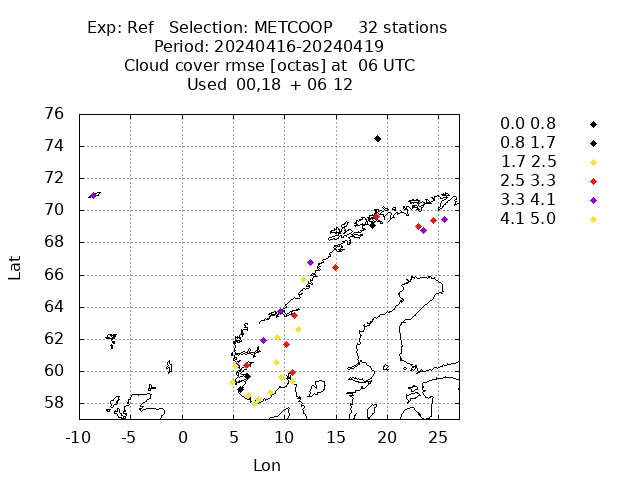 Exp: Ref   Selection: METCOOP     32 stations
Period: 20240416-20240419
Cloud cover rmse [octas] at  06 UTC
Used  00,18  + 06 12
76
74
72
70
68
66
64
62
60
58
-10 -5 0 5 10 15 20 25
Lat
Lon
0.0 0.8
0.8 1.7
1.7 2.5
2.5 3.3
3.3 4.1
4.1 5.0